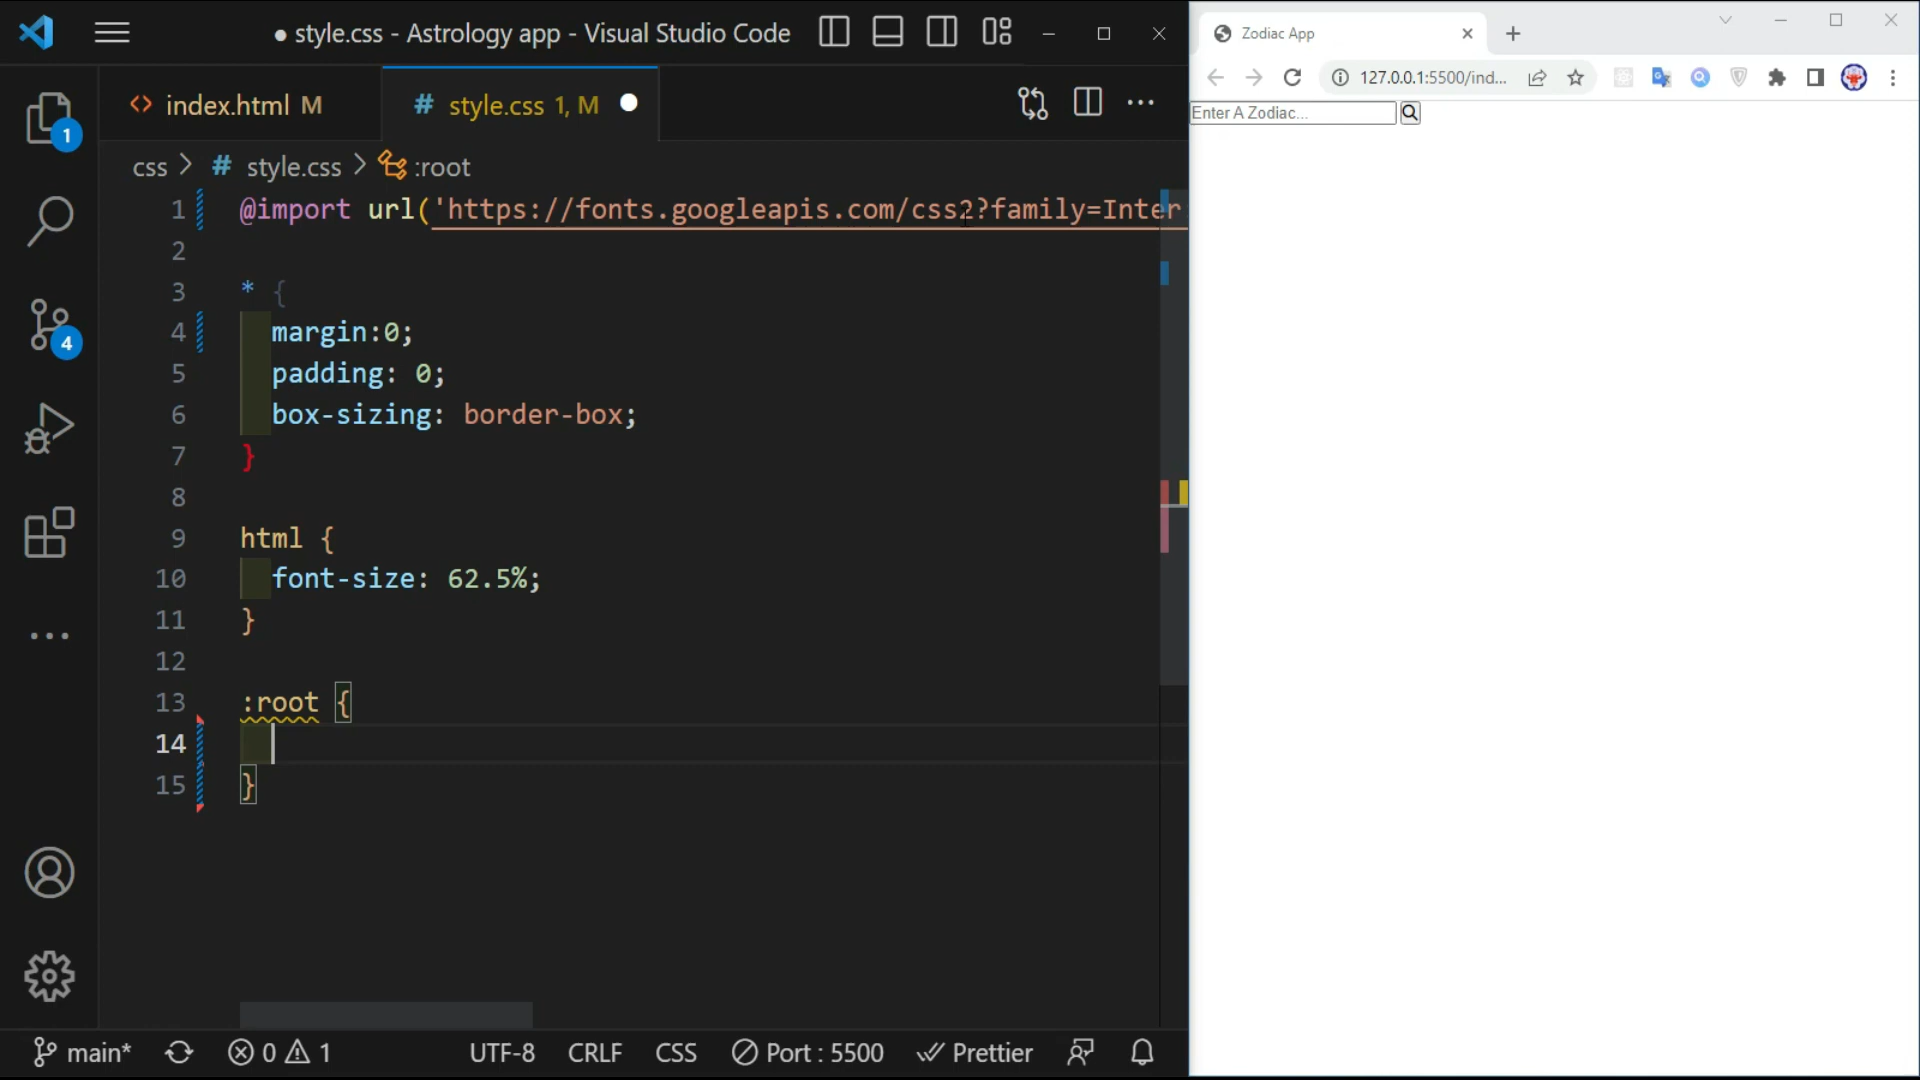 ● style.css - Astrology app - Visual Studio Code
index.html M
# style.css 1, M
css > # style.css > :root
1 @import url('https://fonts.googleapis.com/css2?family=Inter
2
3 * {
4 margin:0;
5 padding: 0;
6 box-sizing: border-box;
7 }
8
9 html {
10 font-size: 62.5%;
11 }
12
13 :root {
14
15 }
1
4
main* 0 1 UTF-8 CRLF CSS Port : 5500 Prettier
Zodiac App
127.0.0.1:5500/ind...
Enter A Zodiac...